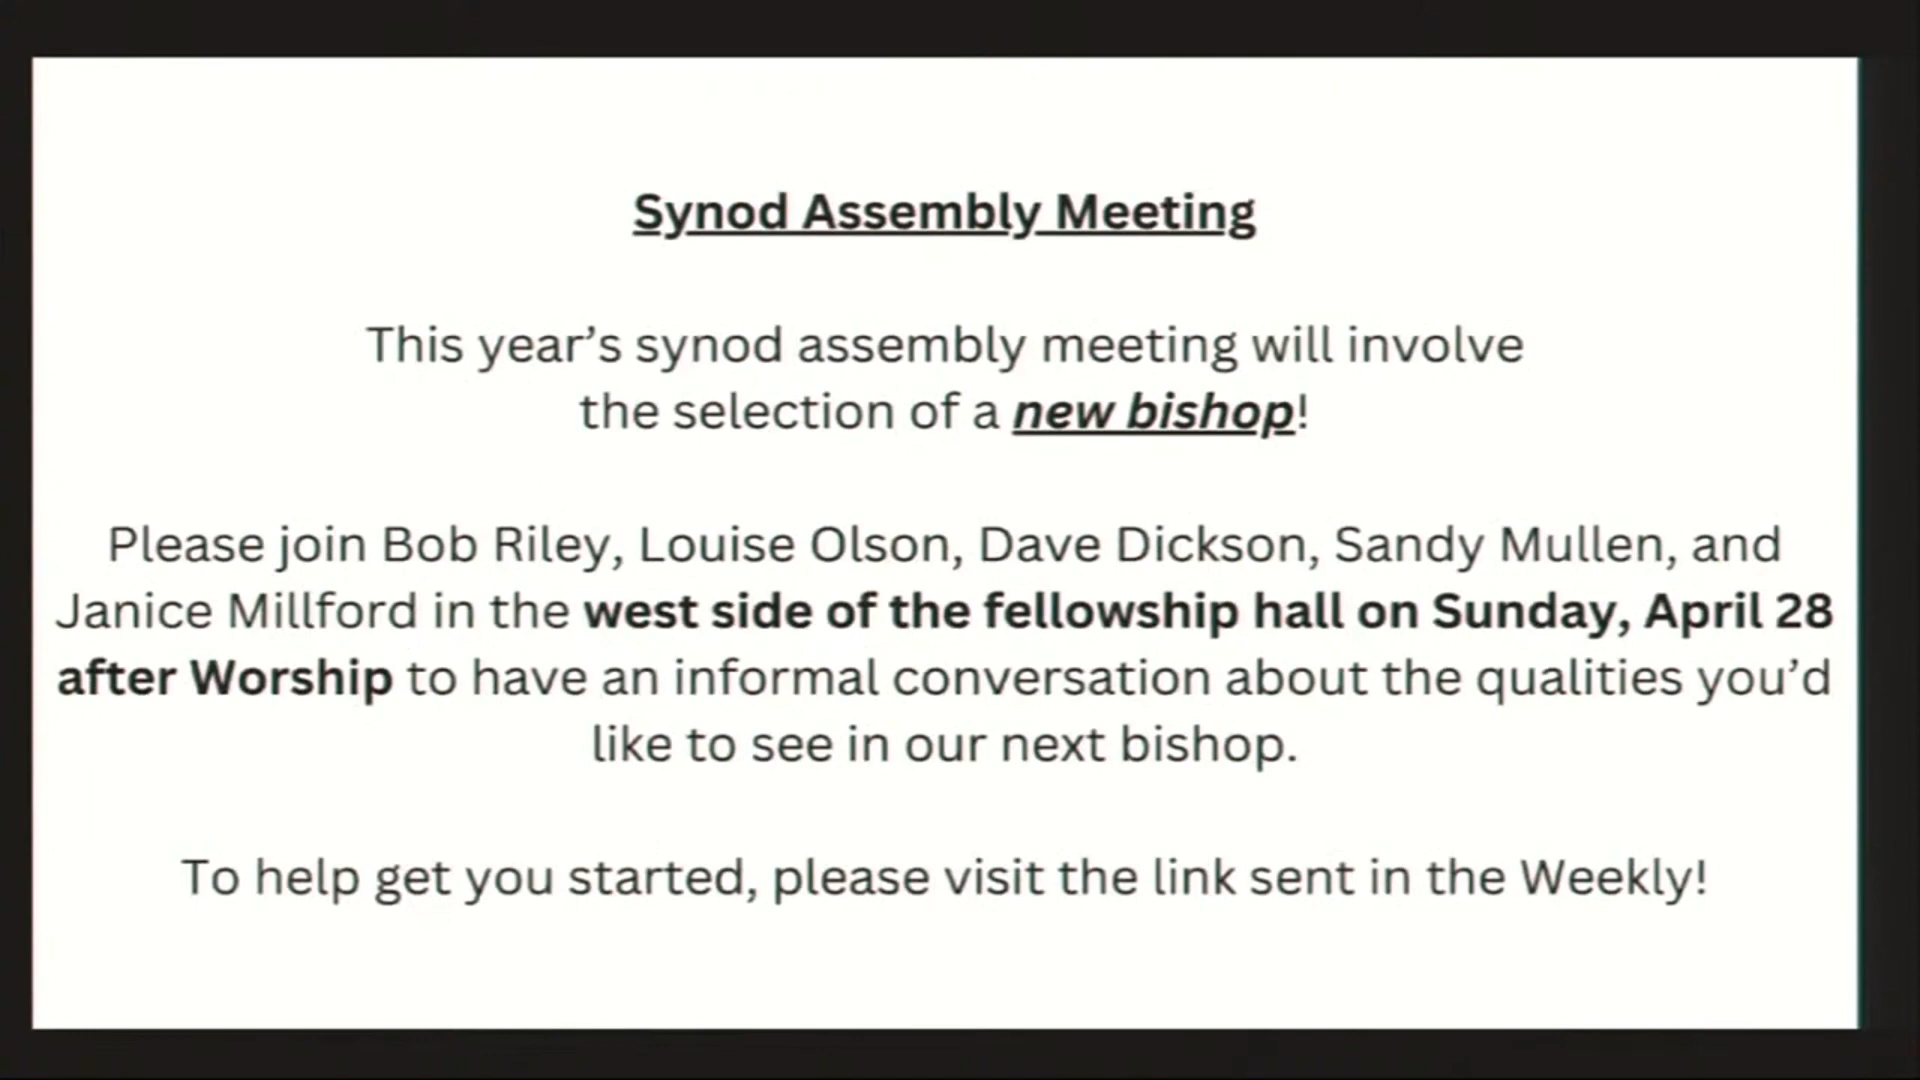 Synod Assembly Meeting
This year’s synod assembly meeting will involve
the selection of a new bishop!
Please join Bob Riley, Louise Olson, Dave Dickson, Sandy Mullen, and
Janice Millford in the west side of the fellowship hall on Sunday, April 28
after Worship to have an informal conversation about the qualities you’d
like to see in our next bishop.
To help get you started, please visit the link sent in the Weekly!